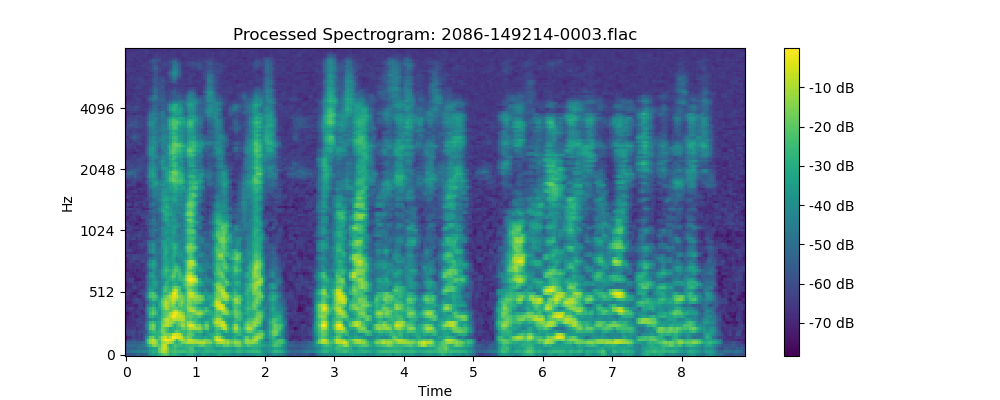 Processed Spectrogram: 2086-149214-0003.flac
Hz
4096
2048
1024
512
0
0 1 2 3 4 5 6 7 8
Time
-10 dB
-20 dB
-30 dB
-40 dB
-50 dB
-60 dB
-70 dB